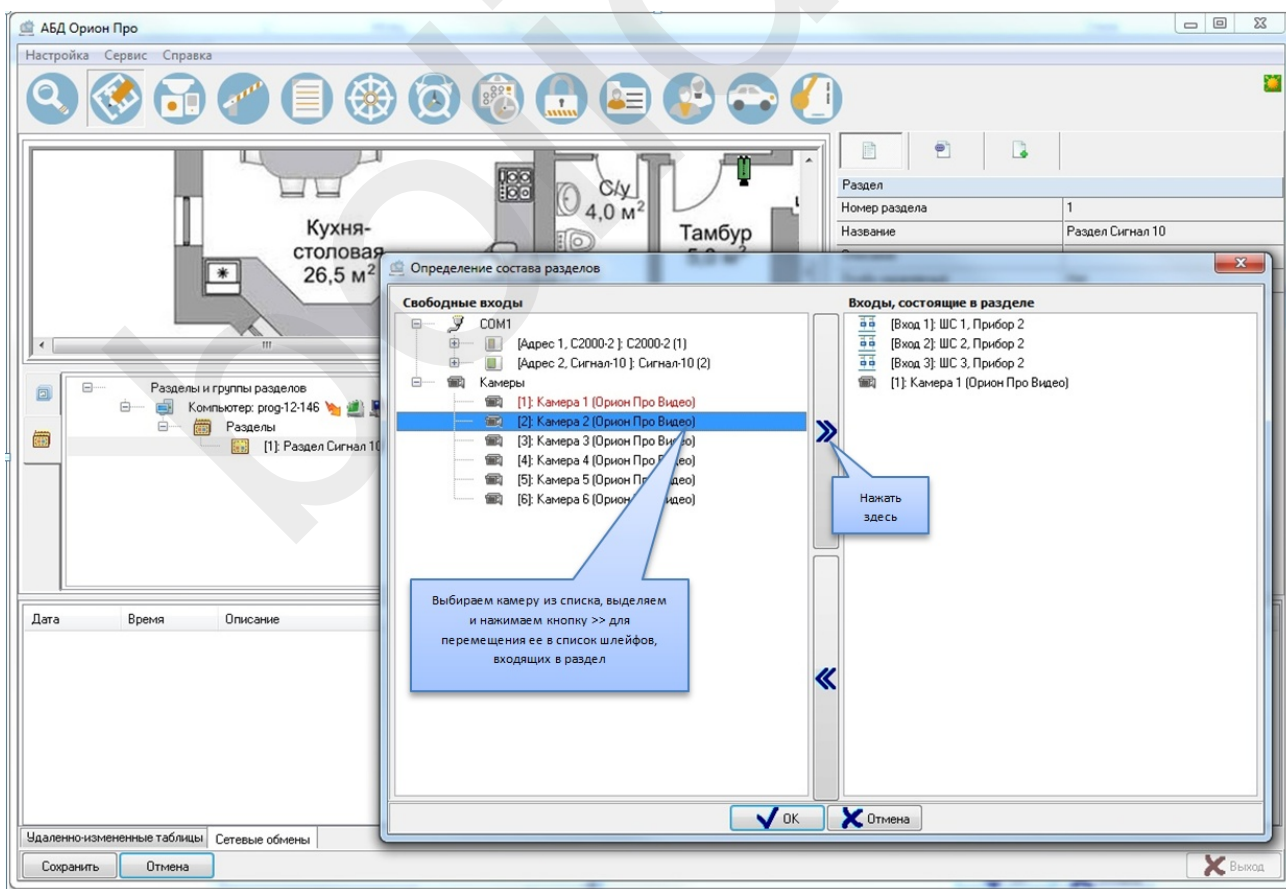 АБД Орион Про
Настройка Сервис Справка
С/у
4,0 м²
Кухня-
столовая
26,5 м²
Тамбур
Раздел
Номер раздела 1
Название Раздел Сигнал 10
Разделы и группы разделов
Компьютер: prog-12-146
Разделы
[1]: Раздел Сигнал 10
Определение состава разделов
Свободные входы
COM1
[Адрес 1, С2000-2 ]: С2000-2 (1)
[Адрес 2, Сигнал-10 ]: Сигнал-10 (2)
Камеры
[1]: Камера 1 (Орион Про Видео)
[2]: Камера 2 (Орион Про Видео)
[3]: Камера 3 (Орион Про Видео)
[4]: Камера 4 (Орион Про Видео)
[5]: Камера 5 (Орион Про Видео)
[6]: Камера 6 (Орион Про Видео)
Входы, состоящие в разделе
[Вход 1]: ШС 1, Прибор 2
[Вход 2]: ШС 2, Прибор 2
[Вход 3]: ШС 3, Прибор 2
[1]: Камера 1 (Орион Про Видео)
Нажать
здесь
Выбираем камеру из списка, выделяем
и нажимаем кнопку >> для
перемещения ее в список шлейфов,
входящих в раздел
OK Отмена
Дата Время Описание
Удаленно-измененные таблицы Сетевые обмены
Сохранить Отмена Выход